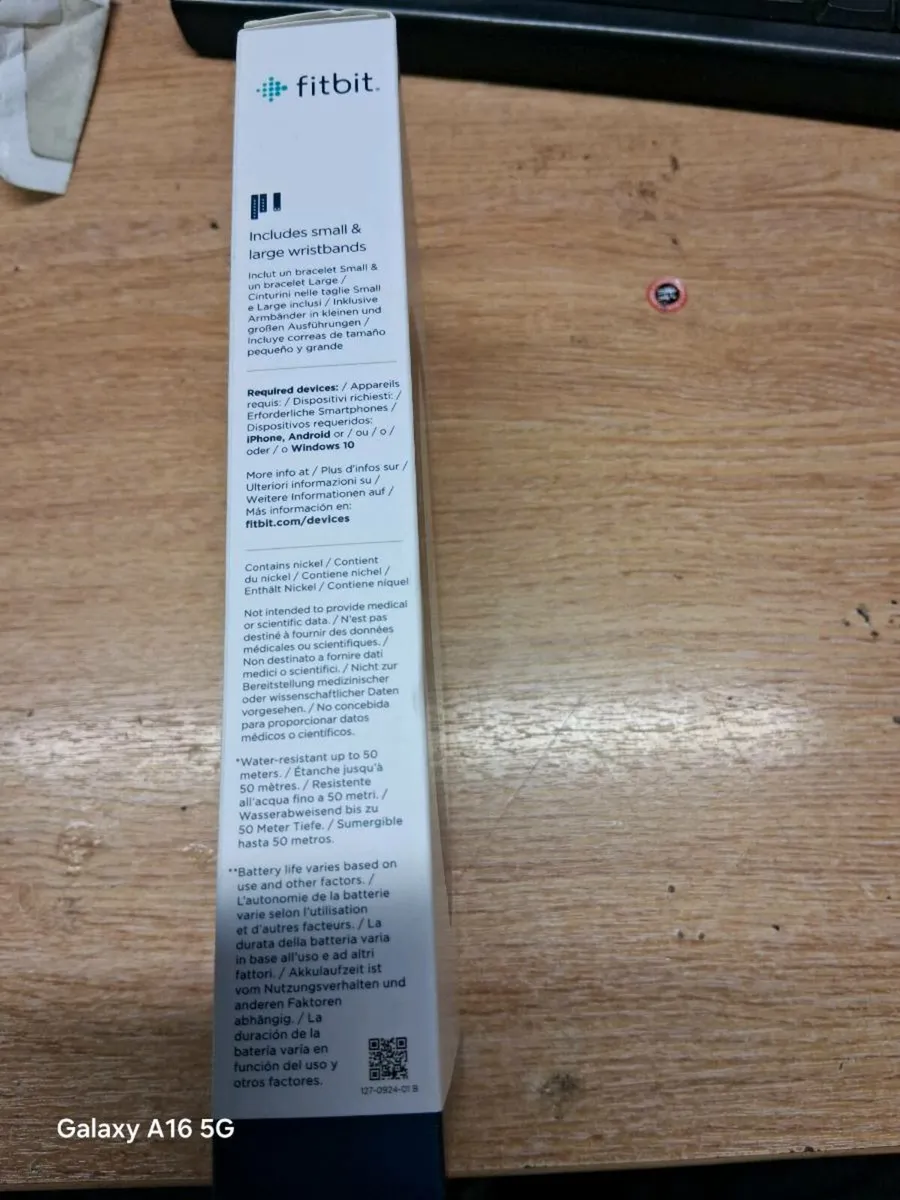 fitbit.
Includes small &
large wristbands
Inclut un bracelet Small &
un bracelet Large /
Cinturini nelle taglie Small
e Large inclusi / Inklusive
Armbänder in kleinen und
großen Ausführungen /
Incluye correas de tamaño
pequeño y grande
Required devices: / Appareils
requis: / Dispositivi richiesti: /
Erforderliche Smartphones /
Dispositivos requeridos:
iPhone, Android or / ou / o /
oder / o Windows 10
More info at / Plus d'infos sur /
Ulteriori informazioni su /
Weitere Informationen auf /
Más información en:
fitbit.com/devices
Contains nickel / Contient
du nickel / Contiene nichel /
Enthält Nickel / Contiene níquel
Not intended to provide medical
or scientific data. / N'est pas
destiné à fournir des données
médicales ou scientifiques. /
Non destinato a fornire dati
medici o scientifici. / Nicht zur
Bereitstellung medizinischer
oder wissenschaftlicher Daten
vorgesehen. / No concebida
para proporcionar datos
médicos o científicos.
*Water-resistant up to 50
meters. / Étanche jusqu'à
50 mètres. / Resistente
all'acqua fino a 50 metri. /
Wasserabweisend bis zu
50 Meter Tiefe. / Sumergible
hasta 50 metros.
**Battery life varies based on
use and other factors. /
L'autonomie de la batterie
varie selon l'utilisation
et d'autres facteurs. / La
durata della batteria varia
in base all'uso e ad altri
fattori. / Akkulaufzeit ist
vom Nutzungsverhalten und
anderen Faktoren
abhängig. / La
duración de la
batería varía en
función del uso y
otros factores.
127-0924-01 B
Galaxy A16 5G